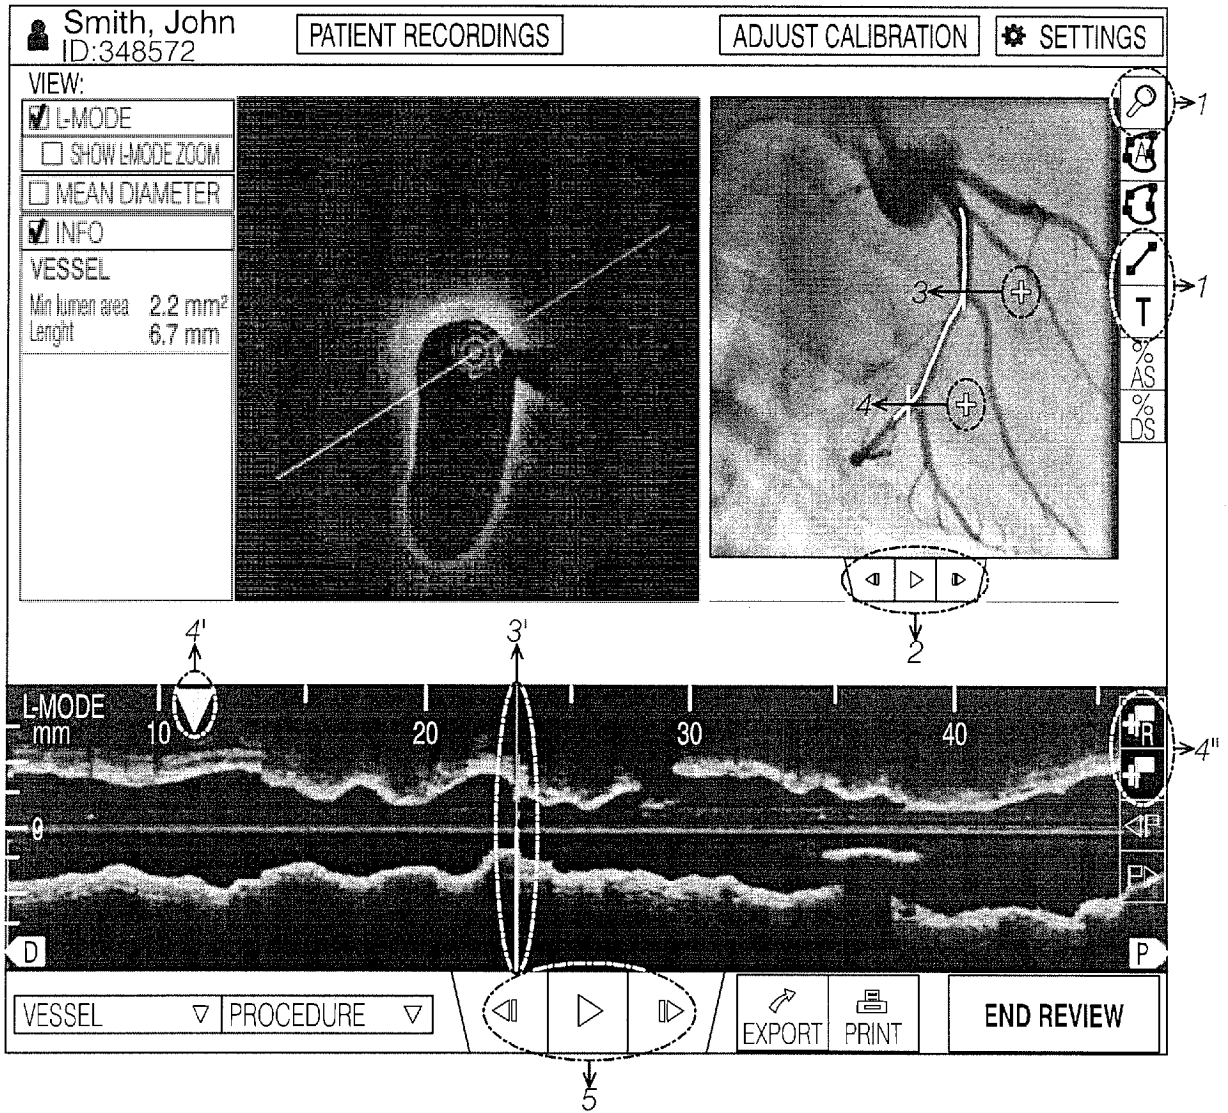 Smith, John
ID:348572
PATIENT RECORDINGS
ADJUST CALIBRATION
SETTINGS
VIEW:
L-MODE
SHOW L-MODE ZOOM
MEAN DIAMETER
INFO
VESSEL
Min lumen area 2.2 mm²
Lenght 6.7 mm
1
A
1
T
%
AS
%
DS
3
4
2
4'
3'
L-MODE
mm
10
20
30
40
R
4"
0
D
P
VESSEL
PROCEDURE
EXPORT
PRINT
END REVIEW
5